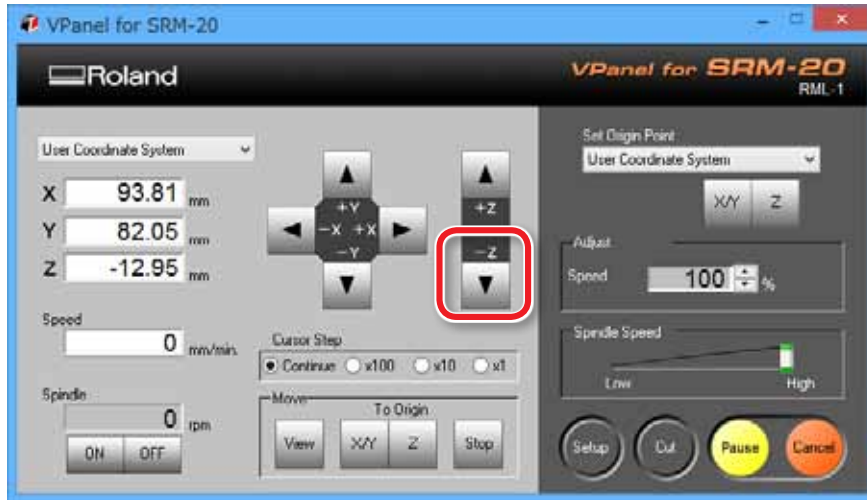 VPanel for SRM-20
Roland
VPanel for SRM-20
RML-1
User Coordinate System
X 93.81 mm
Y 82.05 mm
Z -12.95 mm
Speed
0 mm/min.
Spindle
0 rpm
ON OFF
+Y
-X +X
-Y
+Z
-Z
Cursor Step
Continue x100 x10 x1
Move
To Origin
View X/Y Z Stop
Set Origin Point
User Coordinate System
X/Y Z
Adjust
Speed 100 %
Spindle Speed
Low High
Setup Cut Pause Cancel